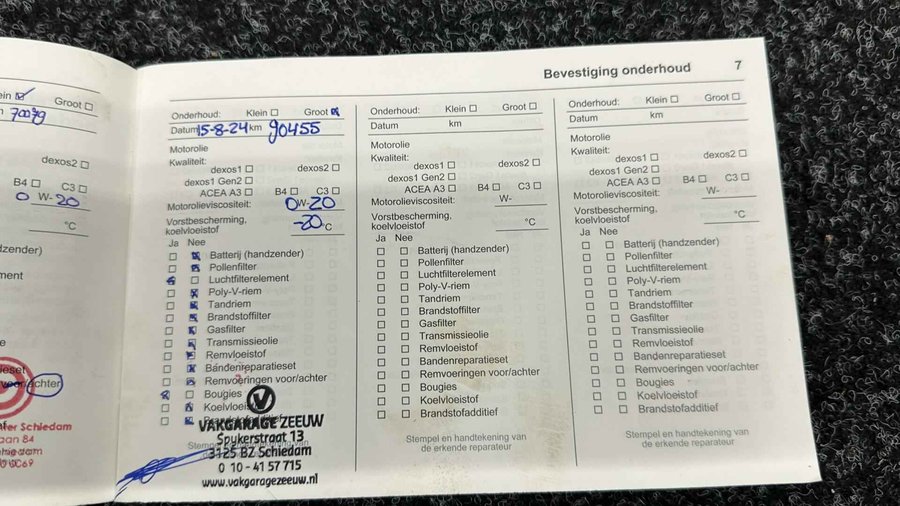 Bevestiging onderhoud 7
ein Groot
70079
dexos2
B4 C3
0 W-20
°C
Onderhoud: Klein Groot
Datum 15-8-24 km 90455
Motorolie
Kwaliteit:
dexos1 dexos2
dexos1 Gen2
ACEA A3 B4 C3
Motorolieviscositeit: 0W-20
Vorstbescherming,
koelvloeistof -20°C
Ja Nee
Batterij (handzender)
Pollenfilter
Luchtfilterelement
Poly-V-riem
Tandriem
Brandstoffilter
Gasfilter
Transmissieolie
Remvloeistof
Bandenreparatieset
Remvoeringen voor/achter
Bougies
Koelvloeistof
Brandstofadditief
VAKGARAGE ZEEUW
Spykerstraat 13
3125 BZ Schiedam
0 10 - 41 57 715
www.vakgaragezeeuw.nl
Onderhoud: Klein Groot
Datum km
Motorolie
Kwaliteit:
dexos1 dexos2
dexos1 Gen2
ACEA A3 B4 C3
Motorolieviscositeit: W-
Vorstbescherming,
koelvloeistof °C
Ja Nee
Batterij (handzender)
Pollenfilter
Luchtfilterelement
Poly-V-riem
Tandriem
Brandstoffilter
Gasfilter
Transmissieolie
Remvloeistof
Bandenreparatieset
Remvoeringen voor/achter
Bougies
Koelvloeistof
Brandstofadditief
Stempel en handtekening van
de erkende reparateur
Onderhoud: Klein Groot
Datum km
Motorolie
Kwaliteit:
dexos1 dexos2
dexos1 Gen2
ACEA A3 B4 C3
Motorolieviscositeit: W-
Vorstbescherming,
koelvloeistof °C
Ja Nee
Batterij (handzender)
Pollenfilter
Luchtfilterelement
Poly-V-riem
Tandriem
Brandstoffilter
Gasfilter
Transmissieolie
Remvloeistof
Bandenreparatieset
Remvoeringen voor/achter
Bougies
Koelvloeistof
Brandstofadditief
Stempel en handtekening van
de erkende reparateur